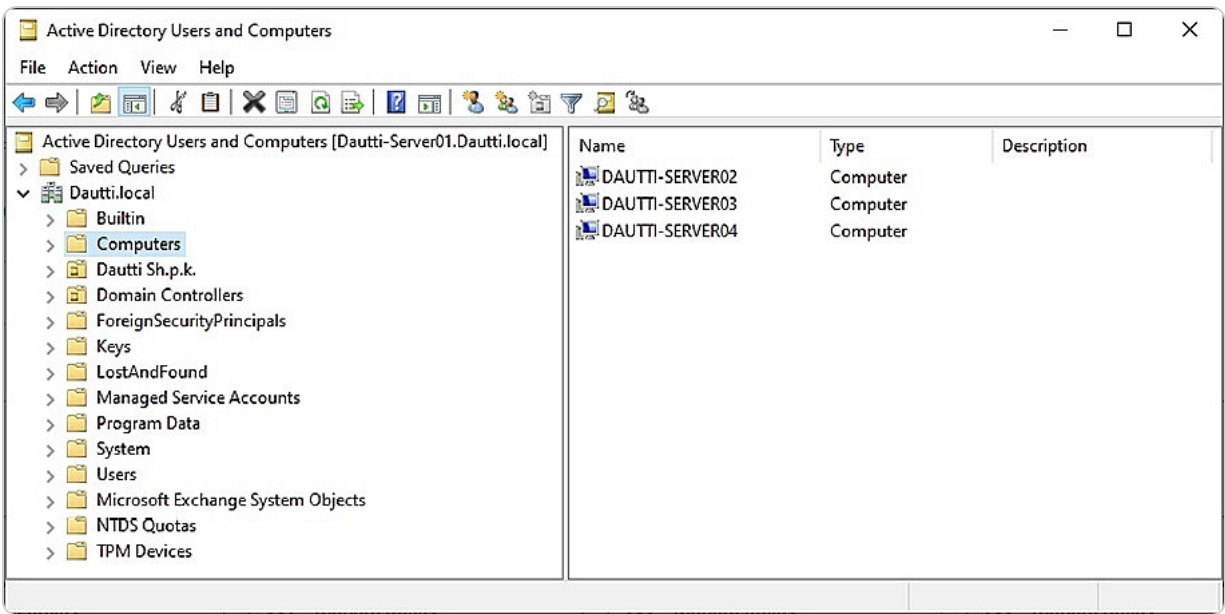 Active Directory Users and Computers
File Action View Help
Active Directory Users and Computers [Dautti-Server01.Dautti.local]
Saved Queries
Dautti.local
Builtin
Computers
Dautti Sh.p.k.
Domain Controllers
ForeignSecurityPrincipals
Keys
LostAndFound
Managed Service Accounts
Program Data
System
Users
Microsoft Exchange System Objects
NTDS Quotas
TPM Devices
Name Type Description
DAUTTI-SERVER02 Computer
DAUTTI-SERVER03 Computer
DAUTTI-SERVER04 Computer